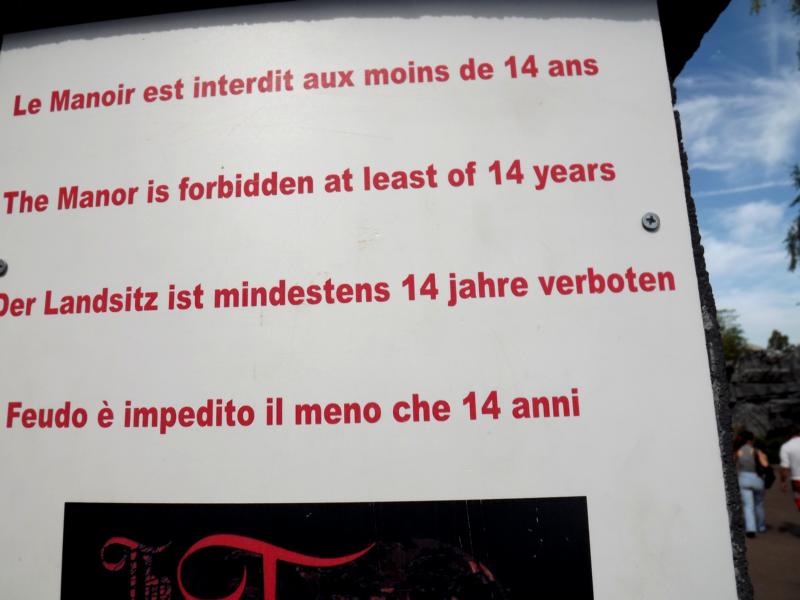 Le Manoir est interdit aux moins de 14 ans
The Manor is forbidden at least of 14 years
Der Landsitz ist mindestens 14 jahre verboten
Feudo è impedito il meno che 14 anni